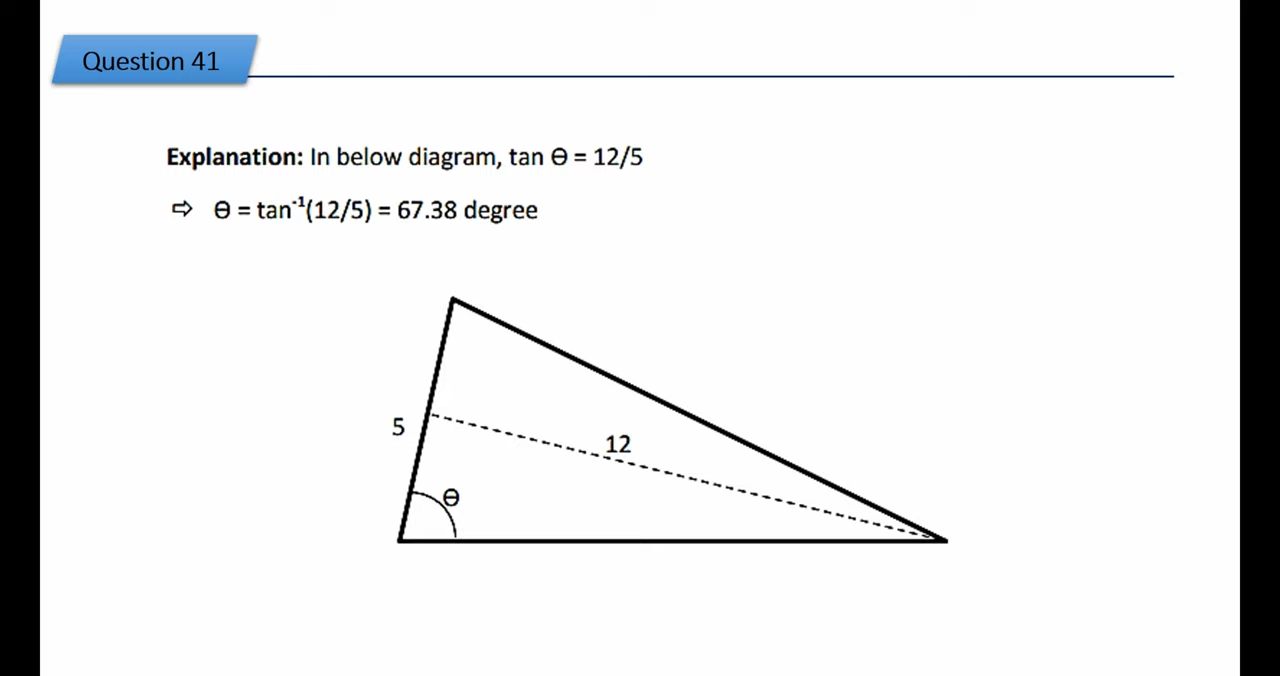 Question 41
Explanation: In below diagram, tan Ɵ = 12/5
⇨ Ɵ = tan⁻¹(12/5) = 67.38 degree
5
12
Ɵ